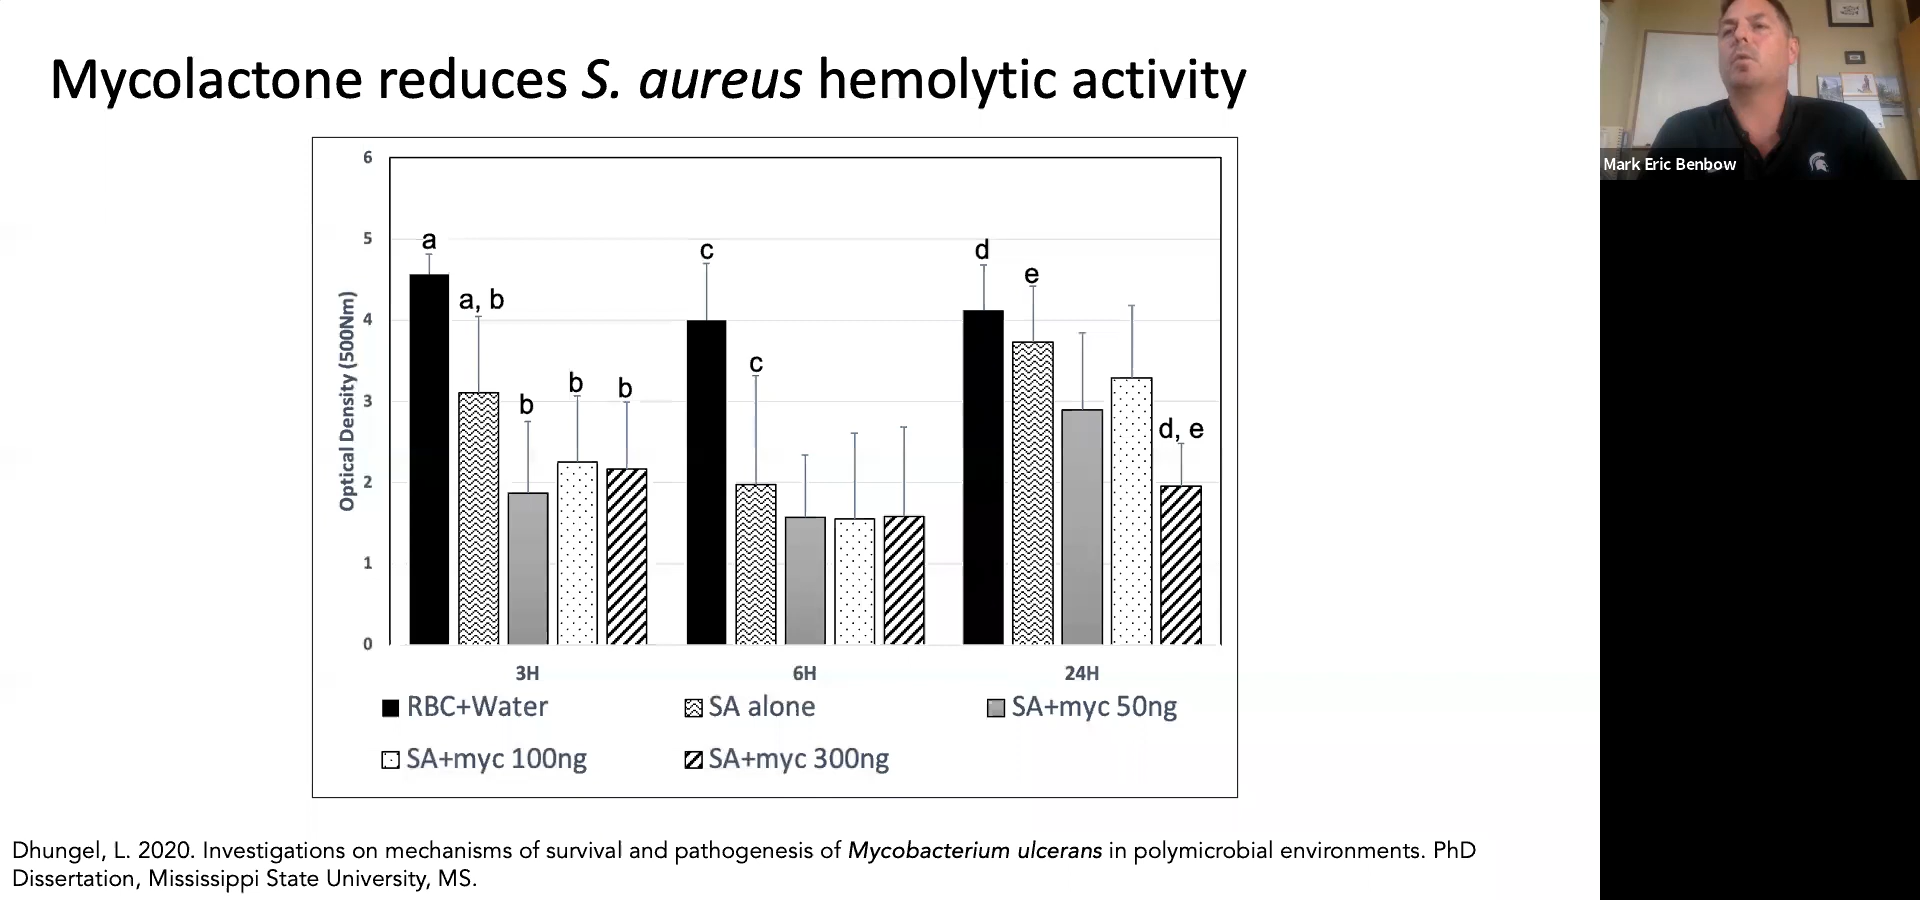 Mycolactone reduces S. aureus hemolytic activity
Mark Eric Benbow
6
5
4
3
2
1
0
Optical Density (500Nm)
a
a, b
b
b
b
c
c
d
e
d, e
3H
6H
24H
RBC+Water
SA alone
SA+myc 50ng
SA+myc 100ng
SA+myc 300ng
Dhungel, L. 2020. Investigations on mechanisms of survival and pathogenesis of Mycobacterium ulcerans in polymicrobial environments. PhD
Dissertation, Mississippi State University, MS.